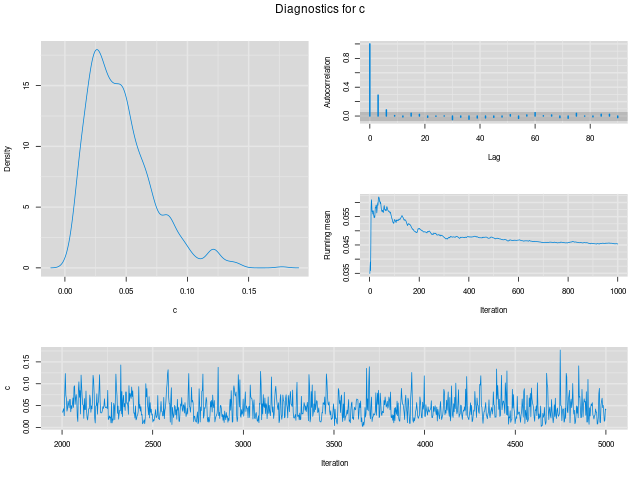 Diagnostics for c
Density
15
10
5
0
0.00 0.05 0.10 0.15
c
Autocorrelation
0.8
0.4
0.0
0 20 40 60 80
Lag
Running mean
0.055
0.045
0.035
0 200 400 600 800 1000
Iteration
c
0.15
0.10
0.05
0.00
2000 2500 3000 3500 4000 4500 5000
Iteration